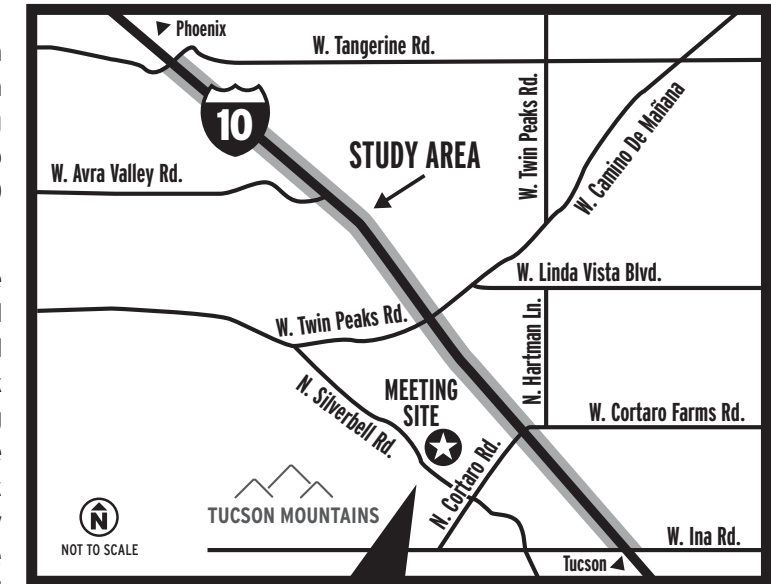 Phoenix
W. Tangerine Rd.
10
W. Twin Peaks Rd.
W. Camino De Mañana
STUDY AREA
W. Avra Valley Rd.
W. Linda Vista Blvd.
W. Twin Peaks Rd.
N. Hartman Ln.
MEETING
SITE
N. Silverbell Rd.
W. Cortaro Farms Rd.
N. Cortaro Rd.
TUCSON MOUNTAINS
N
NOT TO SCALE
W. Ina Rd.
Tucson